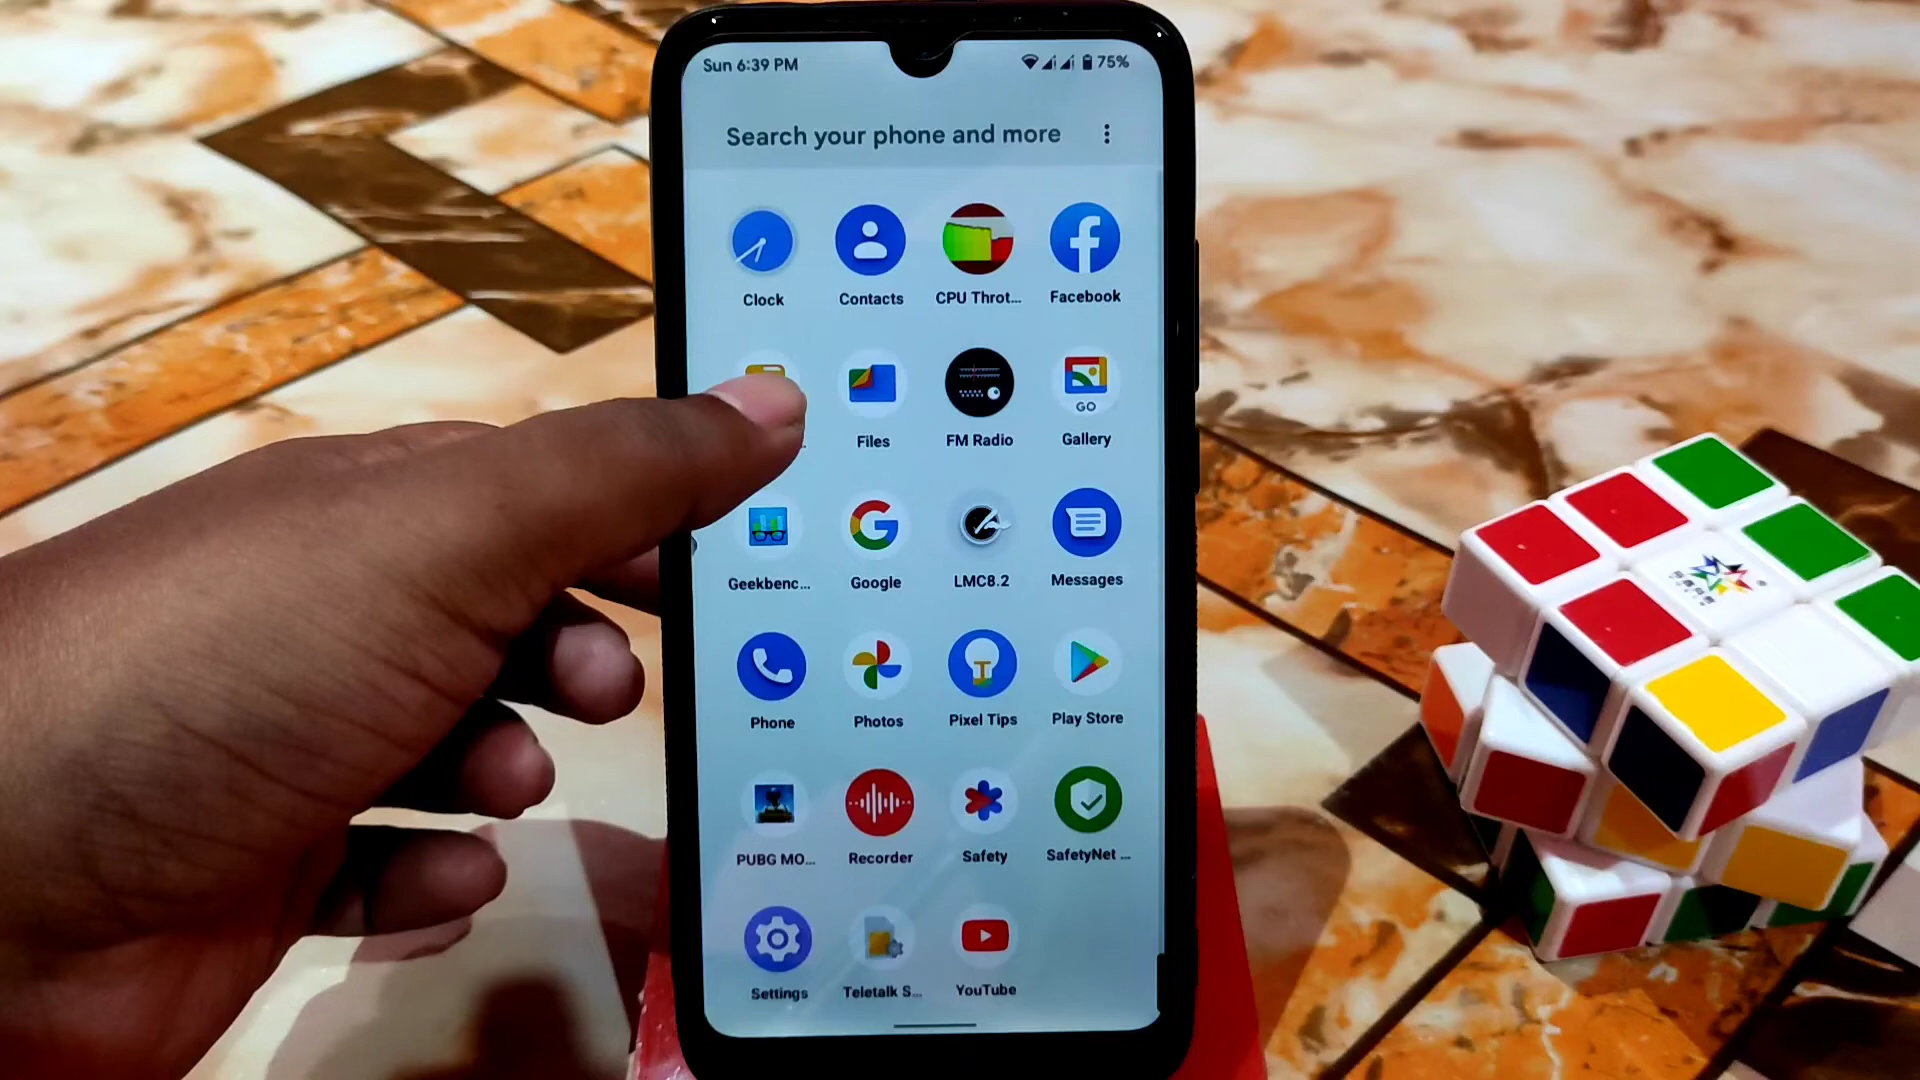 Sun 6:39 PM 75%
Search your phone and more
Clock Contacts CPU Throt... Facebook
Files FM Radio GO Gallery
Geekbenc... Google LMC8.2 Messages
Phone Photos Pixel Tips Play Store
PUBG MO... Recorder Safety SafetyNet ...
Settings Teletalk S... YouTube